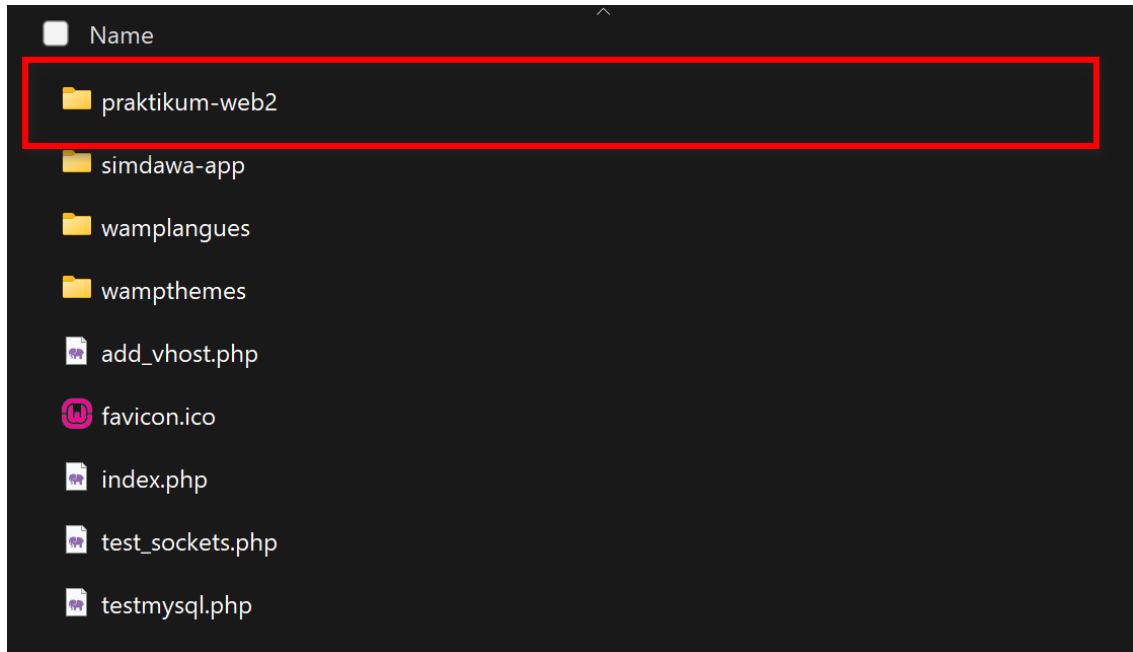 Name
praktikum-web2
simdawa-app
wamplangues
wampthemes
add_vhost.php
favicon.ico
index.php
test_sockets.php
testmysql.php